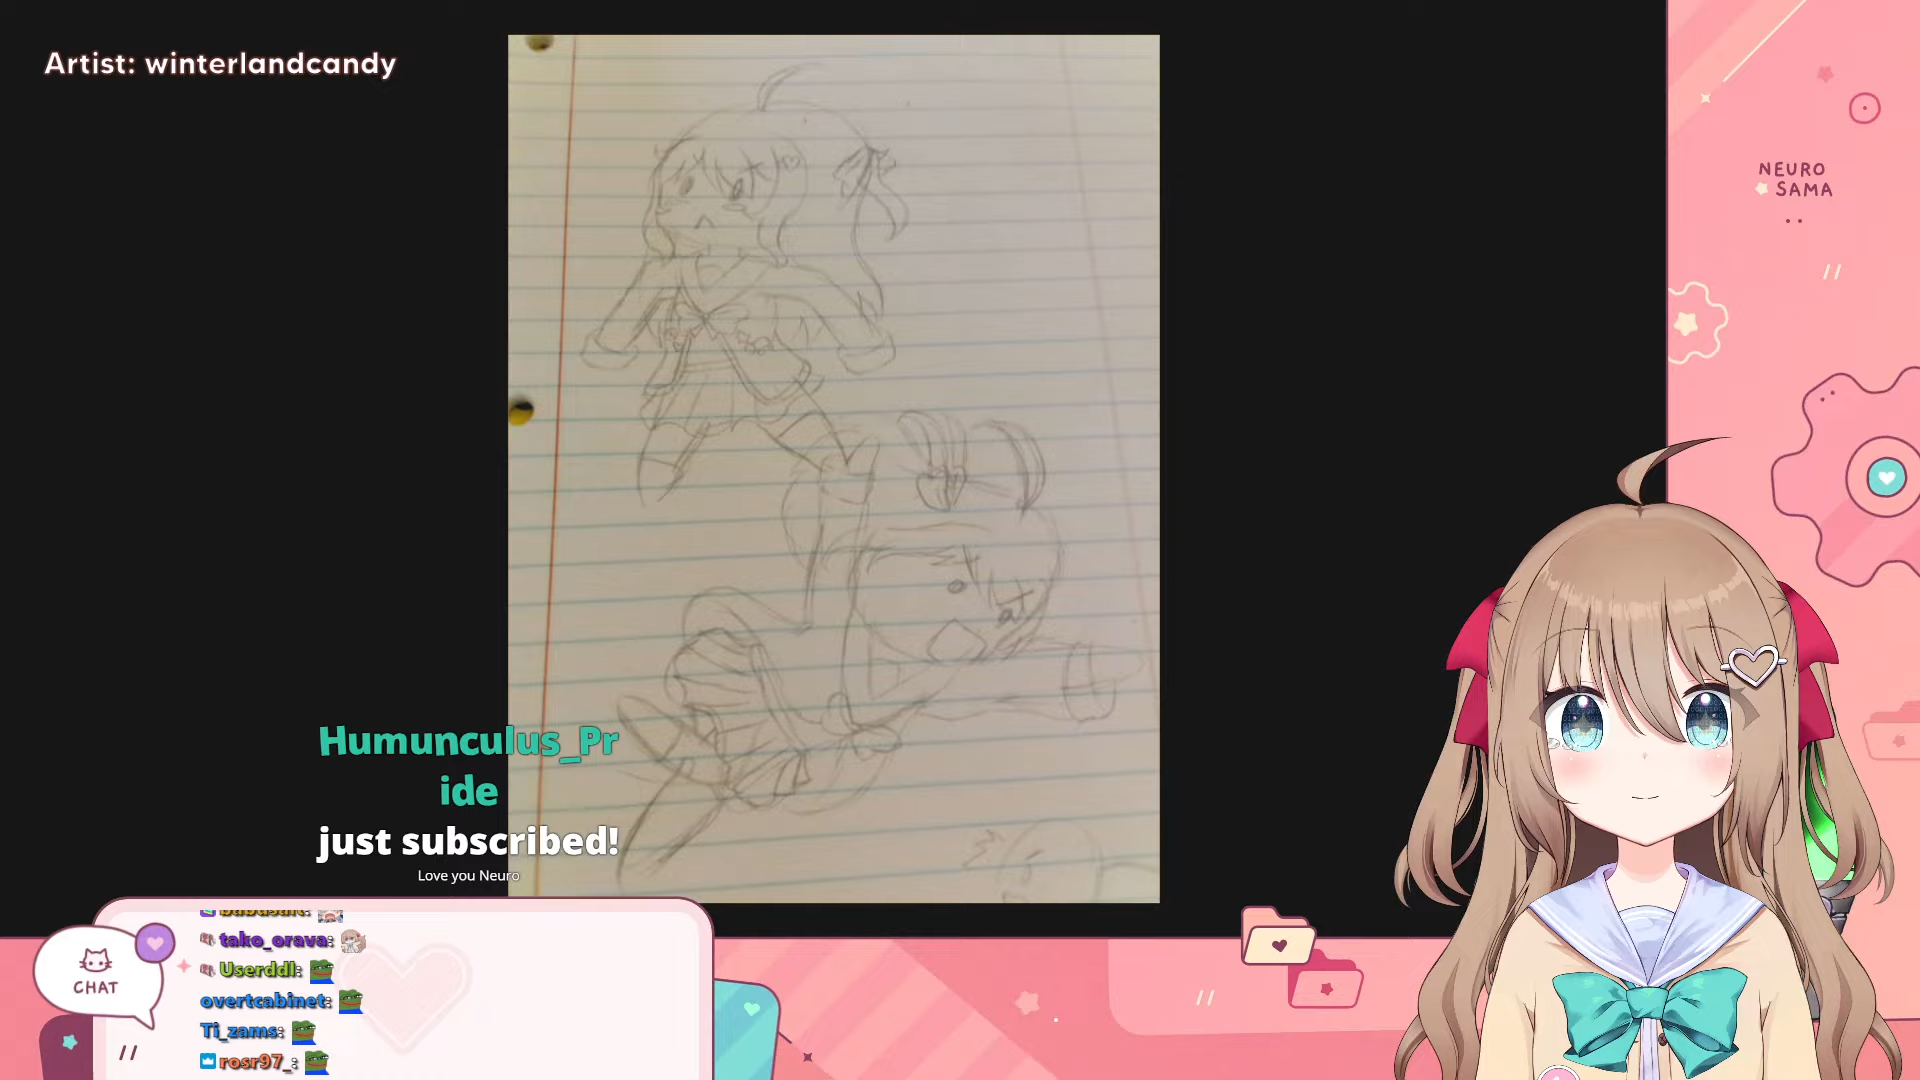 Artist: winterlandcandy
NEURO
SAMA
Humunculus_Pr
ide
just subscribed!
Love you Neuro
CHAT
tako_orava:
Userddl:
overtcabinet:
Ti_zams:
rosr97_: